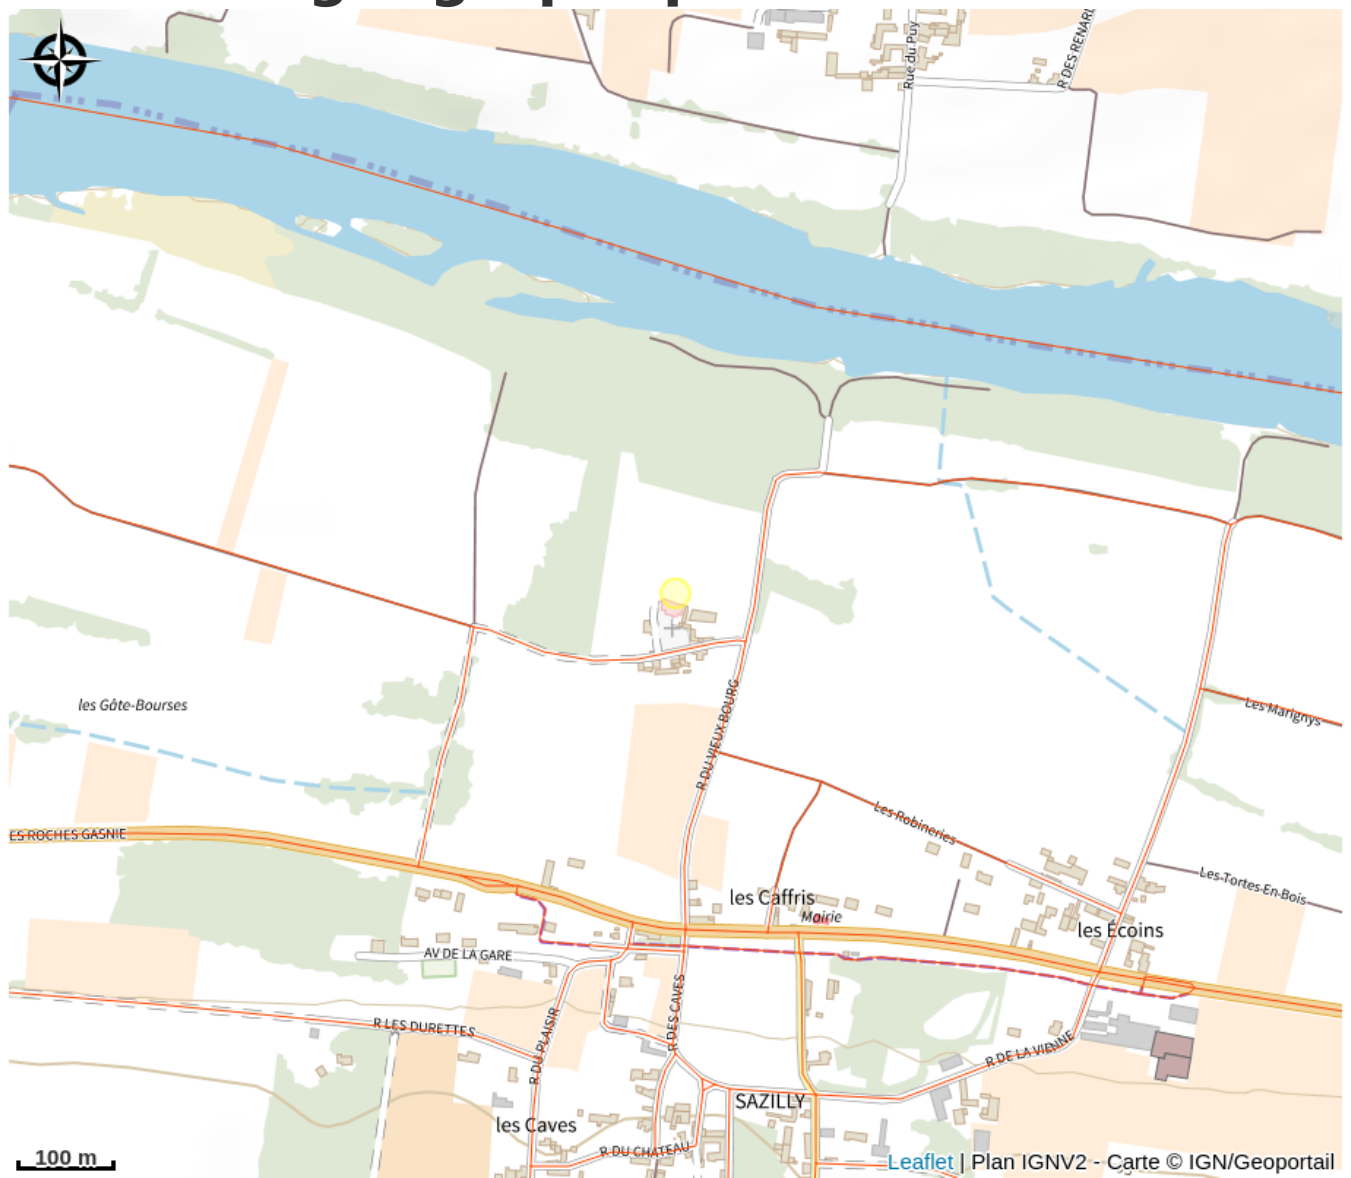 Rue du Puy
R DES RENARD
les Gâte-Bourses
R DU VIEUX BOURG
Les Marignys
Les Robineries
ES ROCHES GASNIE
Les-Tortes-En-Bois
les Caffris
Mairie
les Écoins
AV DE LA GARE
R DES CAVES
R LES DURETTES
R DU PLAISIR
R DE LA VIENNE
SAZILLY
les Caves
R DU CHATEAU
100 m
Leaflet | Plan IGNV2 - Carte © IGN/Geoportail